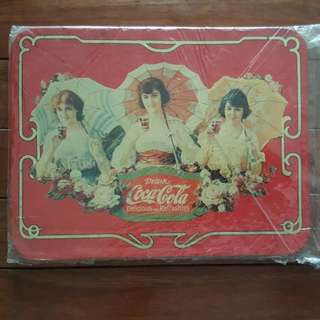 Drink
Coca-Cola
Delicious and Refreshing